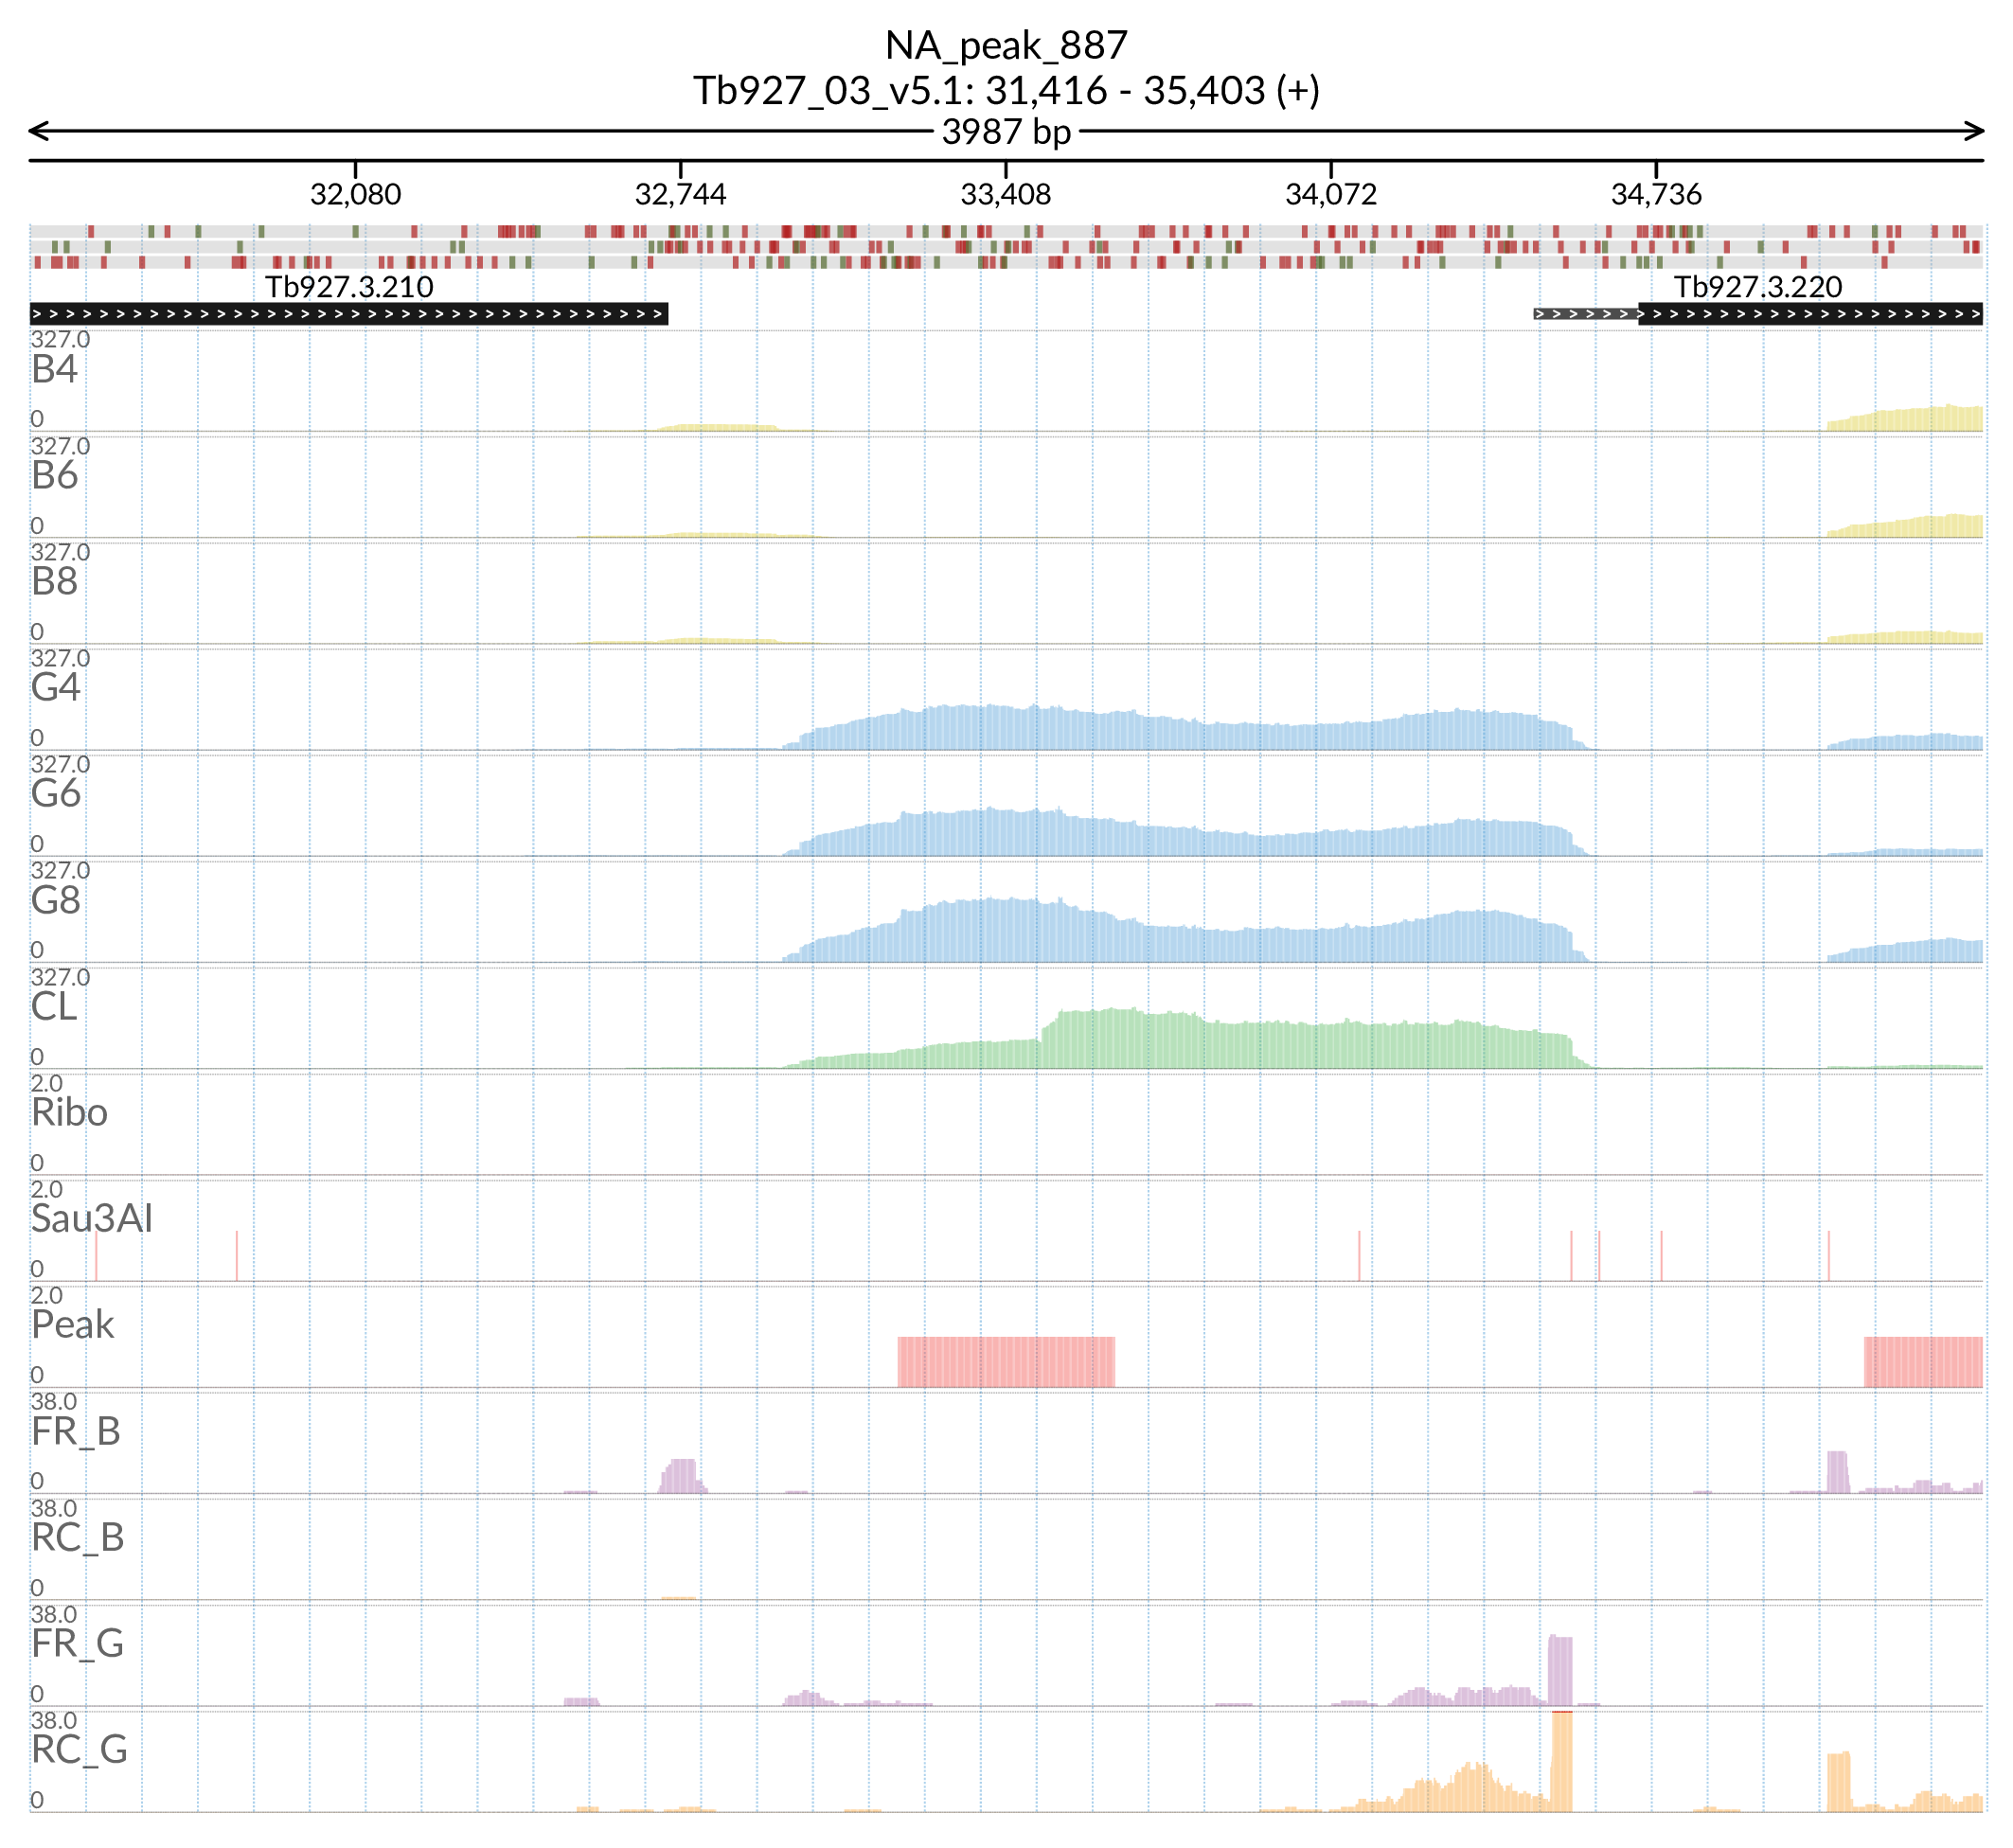 NA_peak_887
Tb927_03_v5.1: 31,416 - 35,403 (+)
3987 bp
32,080 32,744 33,408 34,072 34,736
Tb927.3.210 Tb927.3.220
327.0
B4
0
327.0
B6
0
327.0
B8
0
327.0
G4
0
327.0
G6
0
327.0
G8
0
327.0
CL
0
2.0
Ribo
0
2.0
Sau3AI
0
2.0
Peak
0
38.0
FR_B
0
38.0
RC_B
0
38.0
FR_G
0
38.0
RC_G
0